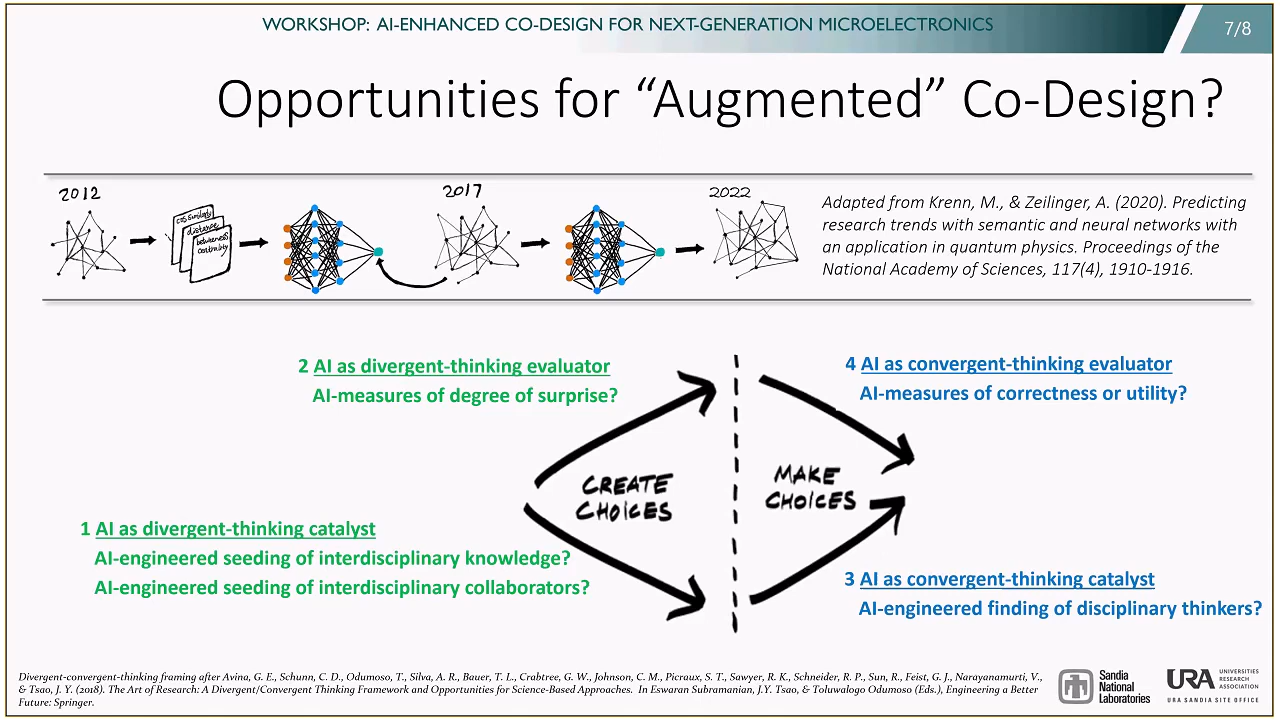 WORKSHOP: AI-ENHANCED CO-DESIGN FOR NEXT-GENERATION MICROELECTRONICS
7/8
Opportunities for “Augmented” Co-Design?
2012
2017
2022
distance
betweenness
centrality
Adapted from Krenn, M., & Zeilinger, A. (2020). Predicting
research trends with semantic and neural networks with
an application in quantum physics. Proceedings of the
National Academy of Sciences, 117(4), 1910-1916.
2 AI as divergent-thinking evaluator
AI-measures of degree of surprise?
4 AI as convergent-thinking evaluator
AI-measures of correctness or utility?
CREATE
CHOICES
MAKE
CHOICES
1 AI as divergent-thinking catalyst
AI-engineered seeding of interdisciplinary knowledge?
AI-engineered seeding of interdisciplinary collaborators?
3 AI as convergent-thinking catalyst
AI-engineered finding of disciplinary thinkers?
Divergent-convergent-thinking framing after Avina, G. E., Schunn, C. D., Odumoso, T., Silva, A. R., Bauer, T. L., Crabtree, G. W., Johnson, C. M., Picraux, S. T., Sawyer, R. K., Schneider, R. P., Sun, R., Feist, G. J., Narayanamurti, V.,
& Tsao, J. Y. (2018). The Art of Research: A Divergent/Convergent Thinking Framework and Opportunities for Science-Based Approaches. In Eswaran Subramanian, J.Y. Tsao, & Toluwalogo Odumoso (Eds.), Engineering a Better
Future: Springer.
Sandia
National
Laboratories
URA
UNIVERSITIES
RESEARCH
ASSOCIATION
URA SANDIA SITE OFFICE